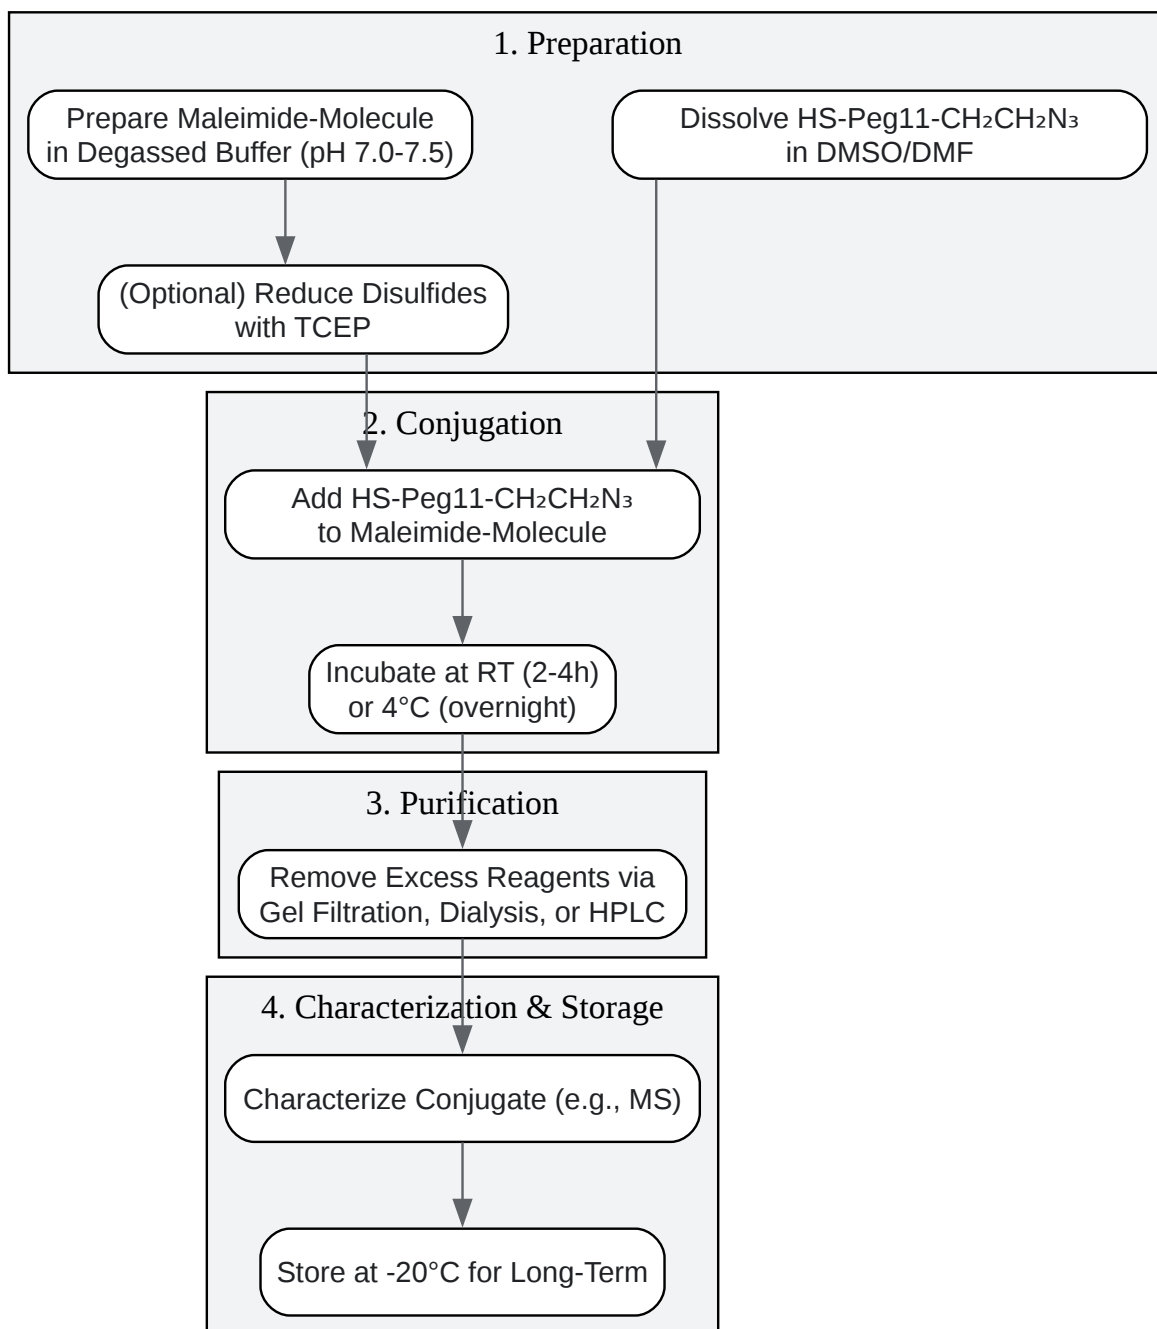 1. Preparation
Prepare Maleimide-Molecule
in Degassed Buffer (pH 7.0-7.5)
Dissolve HS-Peg11-CH₂CH₂N₃
in DMSO/DMF
(Optional) Reduce Disulfides
with TCEP
2. Conjugation
Add HS-Peg11-CH₂CH₂N₃
to Maleimide-Molecule
Incubate at RT (2-4h)
or 4°C (overnight)
3. Purification
Remove Excess Reagents via
Gel Filtration, Dialysis, or HPLC
4. Characterization & Storage
Characterize Conjugate (e.g., MS)
Store at -20°C for Long-Term